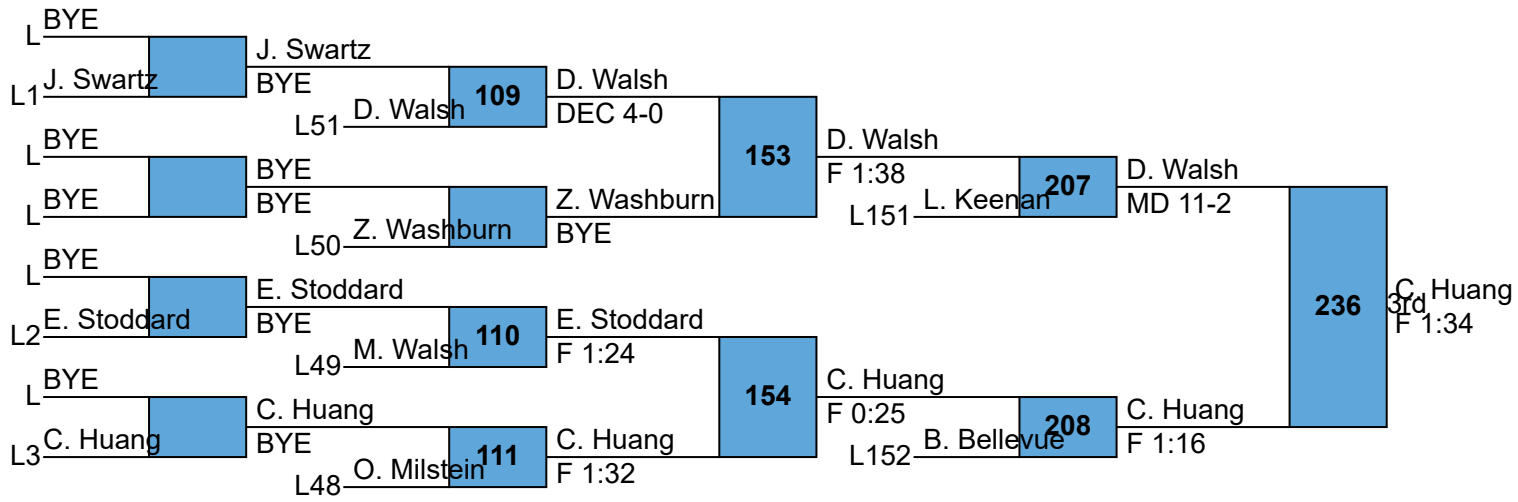 BYE
L
J. Swartz
L1
J. Swartz
BYE
D. Walsh
L51
109
D. Walsh
DEC 4-0
BYE
L
BYE
L
BYE
BYE
Z. Washburn
L50
Z. Washburn
BYE
153
D. Walsh
F 1:38
L. Keenan
L151
207
D. Walsh
MD 11-2
BYE
L
E. Stoddard
L2
E. Stoddard
BYE
M. Walsh
L49
110
E. Stoddard
F 1:24
BYE
L
C. Huang
L3
C. Huang
BYE
O. Milstein
L48
111
C. Huang
F 1:32
154
C. Huang
F 0:25
B. Bellevue
L152
208
C. Huang
F 1:16
236
C. Huang
3rd
F 1:34